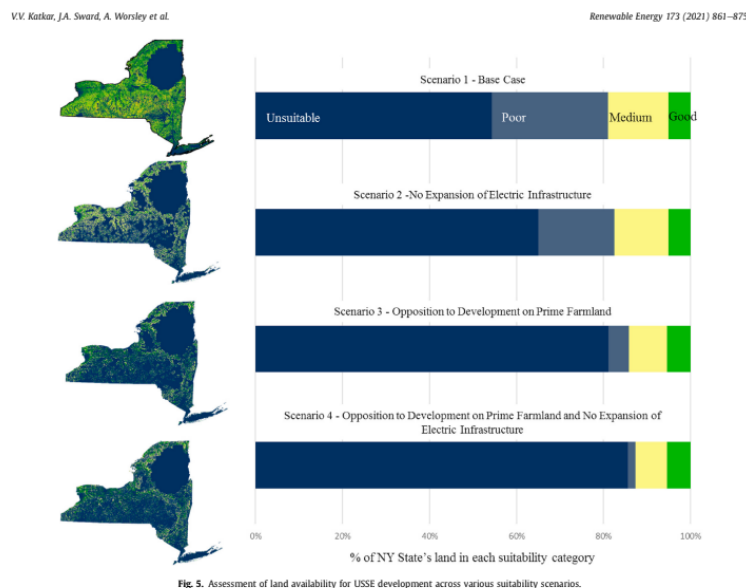 V.V. Katkar, J.A. Sward, A. Worsley et al.
Renewable Energy 173 (2021) 861–875
Scenario 1 - Base Case
Unsuitable
Poor
Medium
Good
Scenario 2 -No Expansion of Electric Infrastructure
Scenario 3 - Opposition to Development on Prime Farmland
Scenario 4 - Opposition to Development on Prime Farmland and No Expansion of
Electric Infrastructure
0%
20%
40%
60%
80%
100%
% of NY State's land in each suitability category
Fig. 5. Assessment of land availability for USSE development across various suitability scenarios.